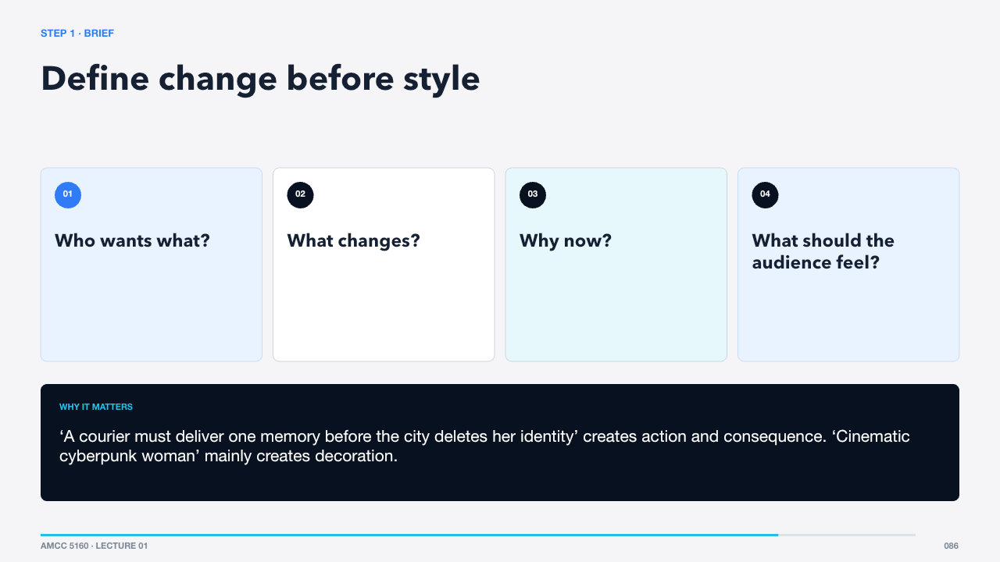 STEP 1 · BRIEF
Define change before style
01
Who wants what?
02
What changes?
03
Why now?
04
What should the
audience feel?
WHY IT MATTERS
‘A courier must deliver one memory before the city deletes her identity’ creates action and consequence. ‘Cinematic
cyberpunk woman’ mainly creates decoration.
AMCC 5160 · LECTURE 01
086